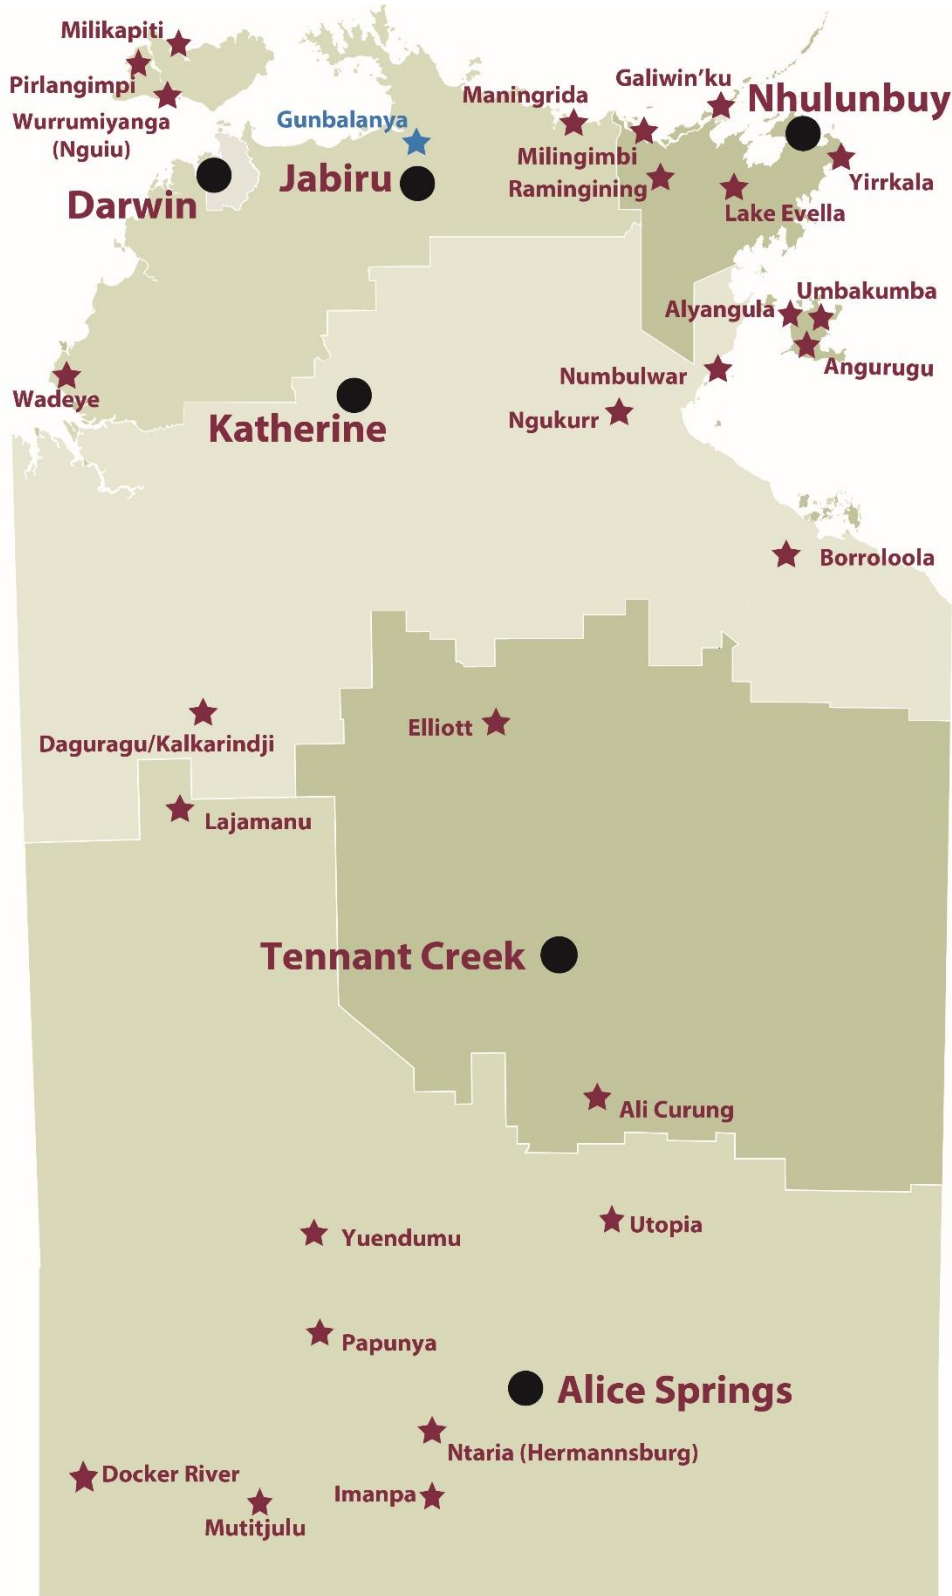 Milikapiti
Pirlangimpi
Wurrumiyanga
(Nguiu)
Darwin
Gunbalanya
Jabiru
Maningrida
Galiwin’ku
Nhulunbuy
Milingimbi
Ramingining
Yirrkala
Lake Evella
Umbakumba
Alyangula
Angurugu
Numbulwar
Wadeye
Katherine
Ngukurr
Borroloola
Elliott
Daguragu/Kalkarindji
Lajamanu
Tennant Creek
Ali Curung
Utopia
Yuendumu
Papunya
Alice Springs
Ntaria (Hermannsburg)
Docker River
Imanpa
Mutitjulu